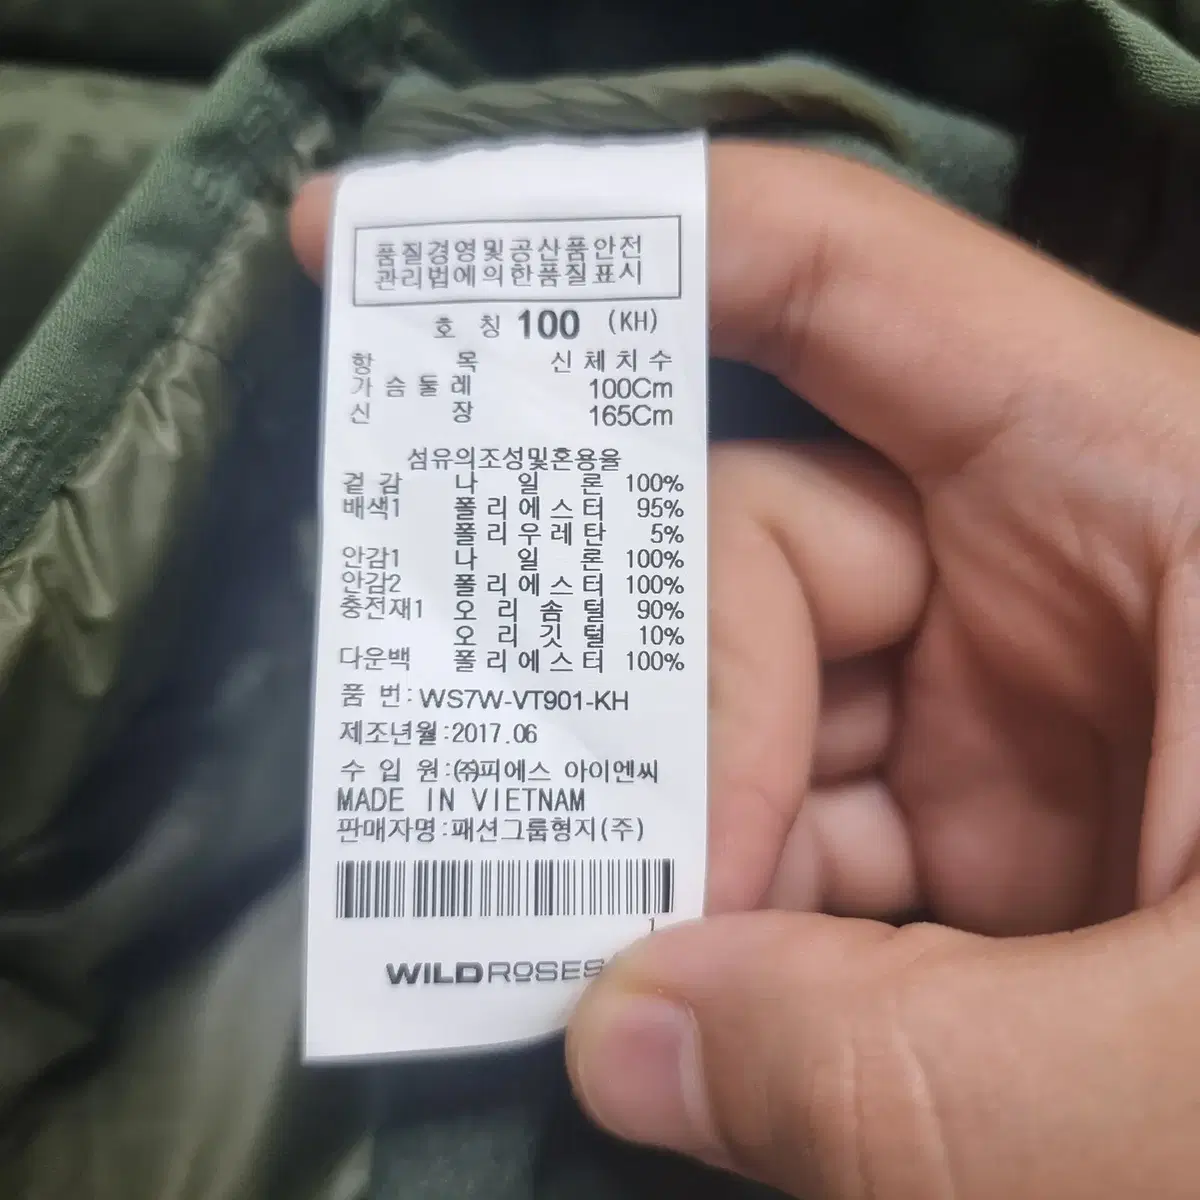 품질경영및공산품안전
관리법에의한품질표시
호 칭 100 (KH)
항 목 신체치수
가슴둘레 100Cm
신 장 165Cm
섬유의조성및혼용율
겉 감 나 일 론 100%
배색1 폴리에스터 95%
폴리우레탄 5%
안감1 나 일 론 100%
안감2 폴리에스터 100%
충전재1 오리솜털 90%
오리깃털 10%
다운백 폴리에스터 100%
품 번:WS7W-VT901-KH
제조년월:2017.06
수 입 원:㈜피에스 아이엔씨
MADE IN VIETNAM
판매자명:패션그룹형지(주)
1
WILDROSES